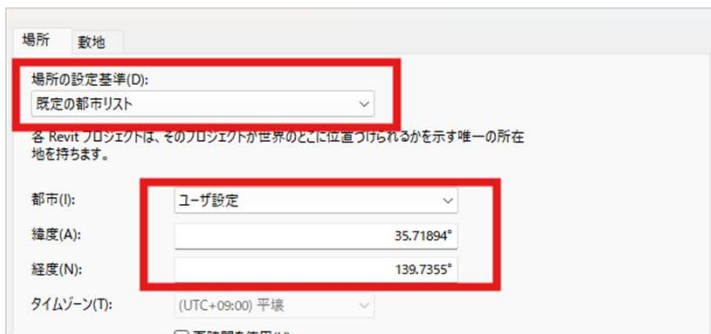 場所 敷地
場所の設定基準(D):
既定の都市リスト
各 Revit プロジェクトは、そのプロジェクトが世界のどこに位置づけられるかを示す唯一の所在
地を持ちます。
都市(I): ユーザ設定
緯度(A): 35.71894°
経度(N): 139.7355°
タイムゾーン(T): (UTC+09:00) 平壌